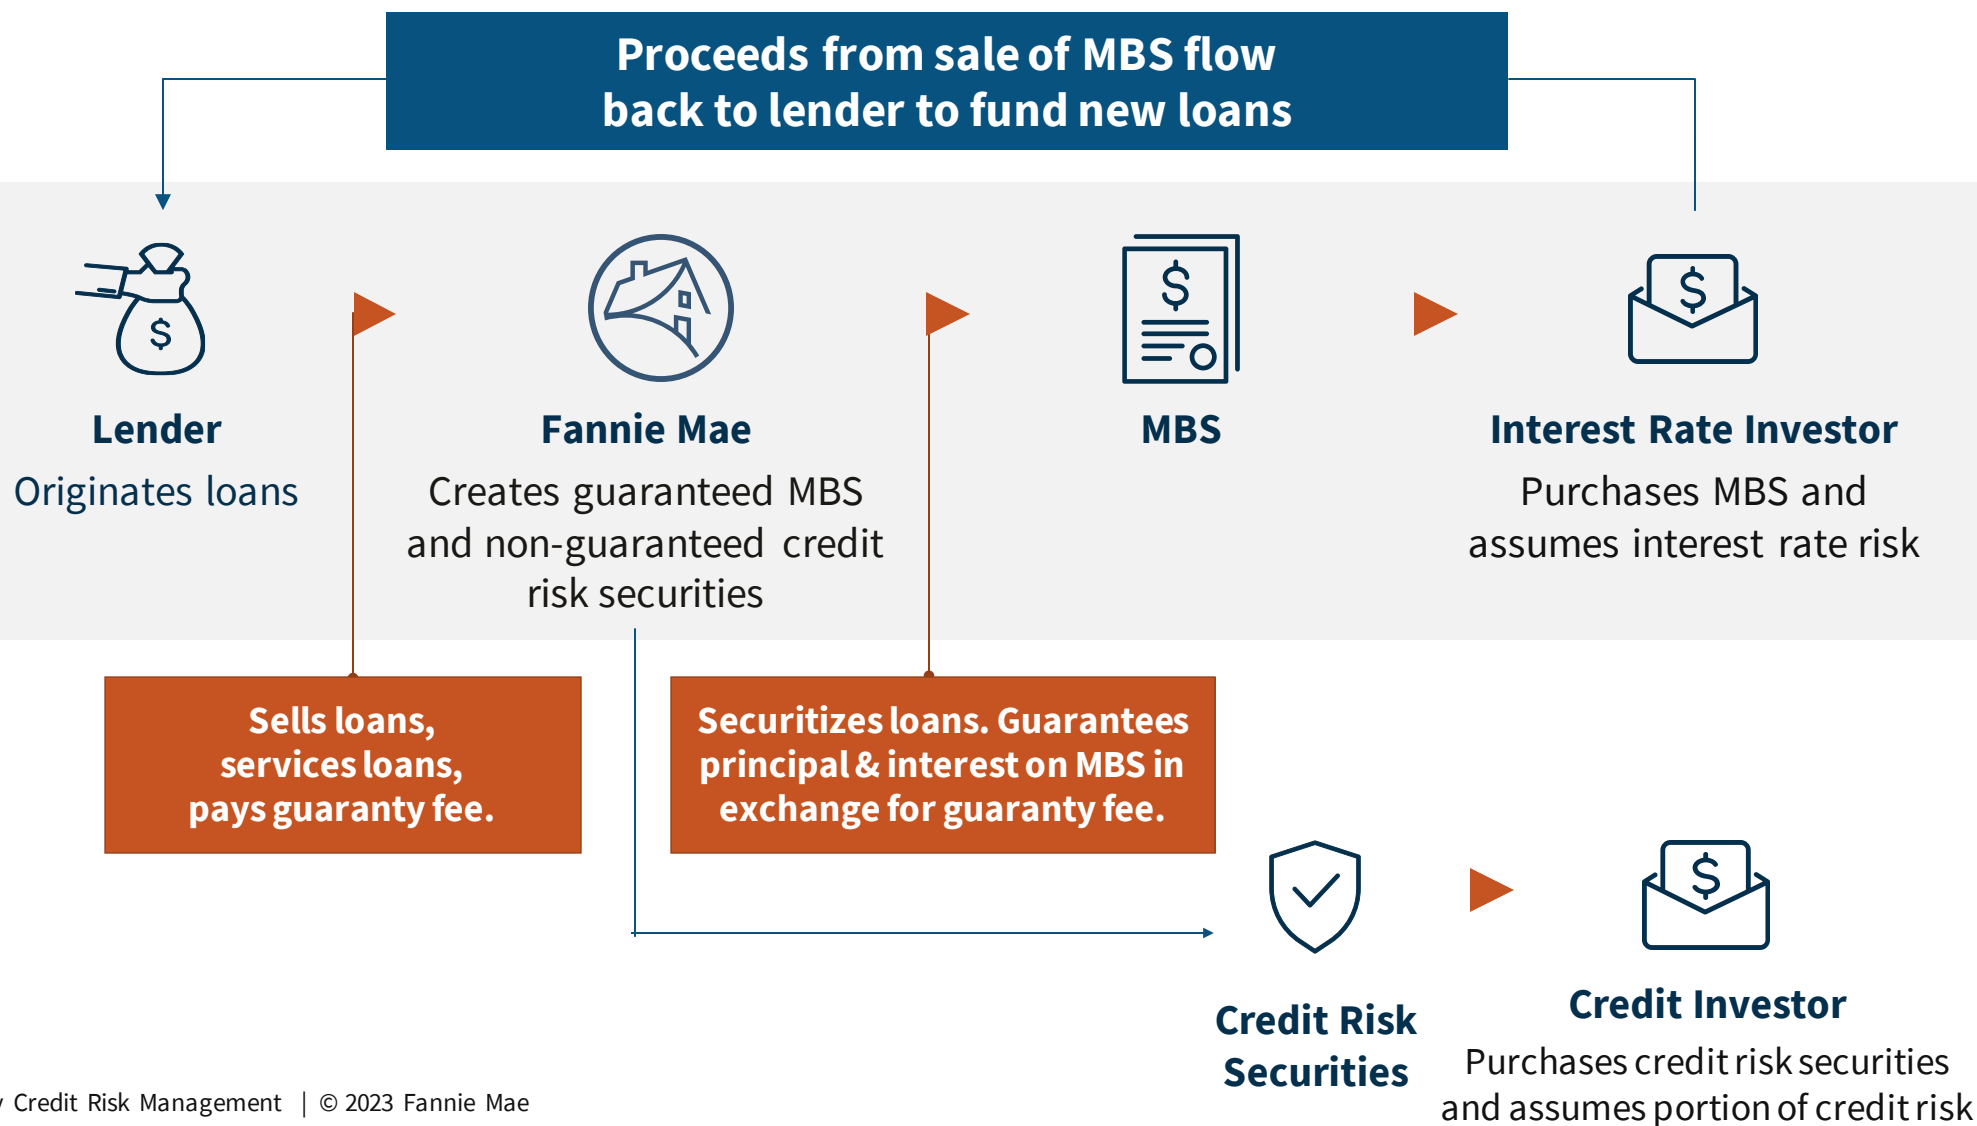 Proceeds from sale of MBS flow
back to lender to fund new loans
$
$
$
Lender
Originates loans
Fannie Mae
Creates guaranteed MBS
and non-guaranteed credit
risk securities
MBS
Interest Rate Investor
Purchases MBS and
assumes interest rate risk
Sells loans,
services loans,
pays guaranty fee.
Securitizes loans. Guarantees
principal & interest on MBS in
exchange for guaranty fee.
$
Credit Risk
Securities
Credit Investor
Purchases credit risk securities
and assumes portion of credit risk
Credit Risk Management | © 2023 Fannie Mae